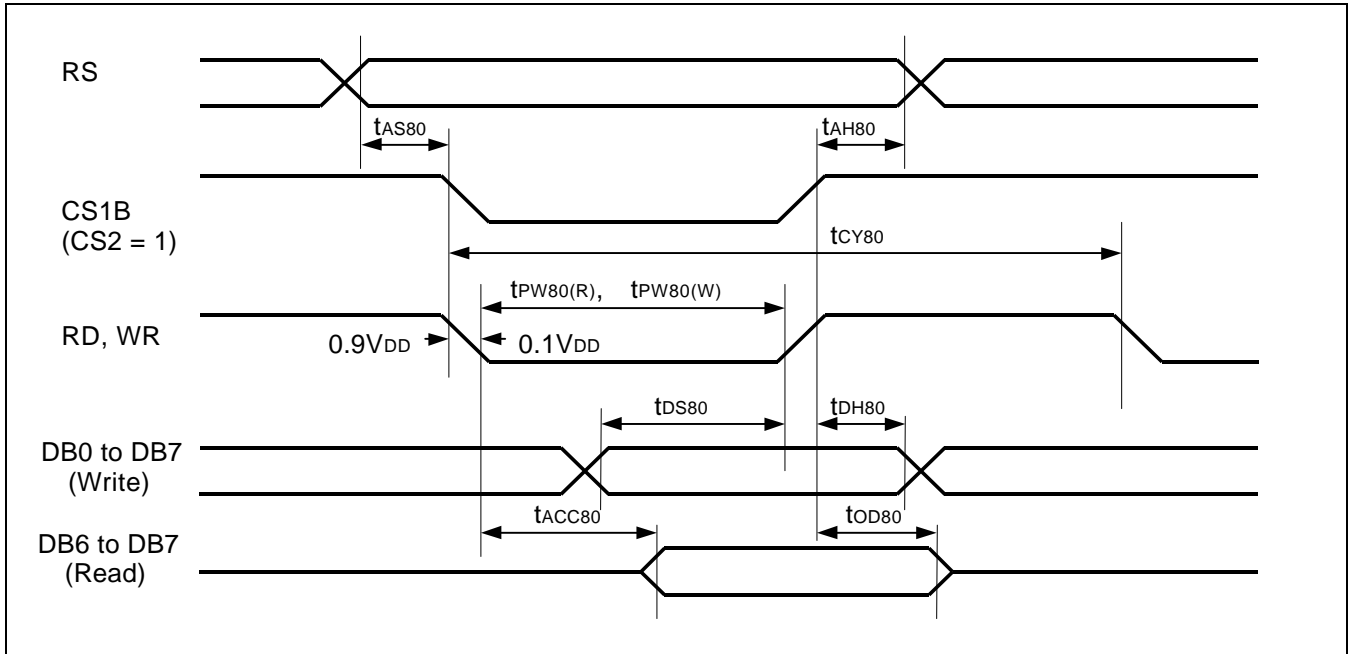 RS
tAS80
tAH80
CS1B
(CS2 = 1)
tCY80
tPW80(R), tPW80(W)
RD, WR
0.9VDD
0.1VDD
tDS80
tDH80
DB0 to DB7
(Write)
tACC80
tOD80
DB6 to DB7
(Read)